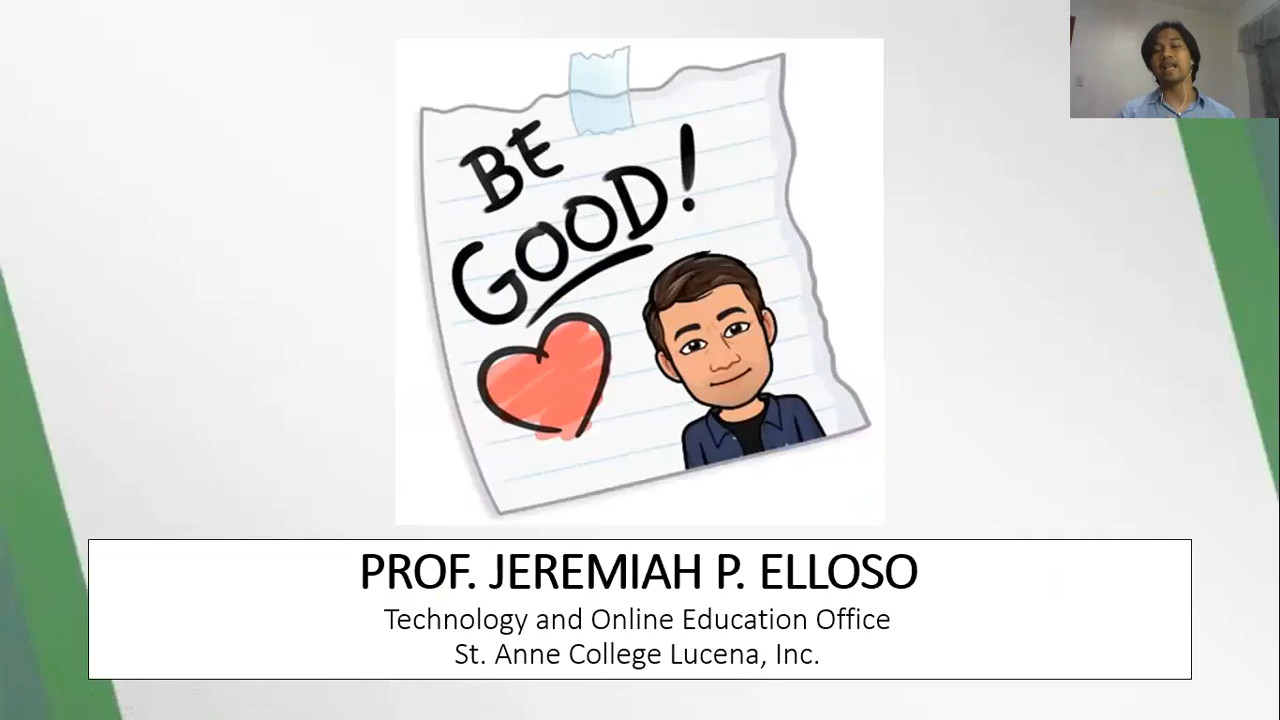 BE
GOOD!
PROF. JEREMIAH P. ELLOSO
Technology and Online Education Office
St. Anne College Lucena, Inc.